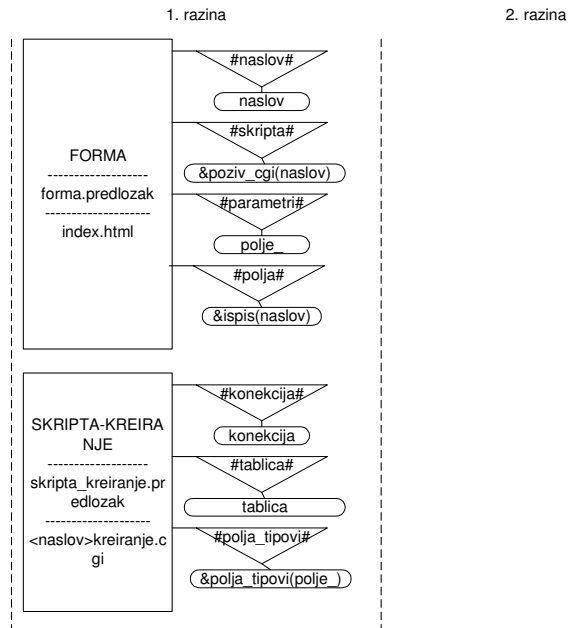 1. razina
2. razina
FORMA
--------------------
forma.predlozak
---------------------
index.html
#naslov#
naslov
#skripta#
&poziv_cgi(naslov)
#parametri#
polje_
#polja#
&ispis(naslov)
SKRIPTA-KREIRA
NJE
--------------------
skripta_kreiranje.pr
edlozak
---------------------
<naslov>kreiranje.c
gi
#konekcija#
konekcija
#tablica#
tablica
#polja_tipovi#
&polja_tipovi(polje_)